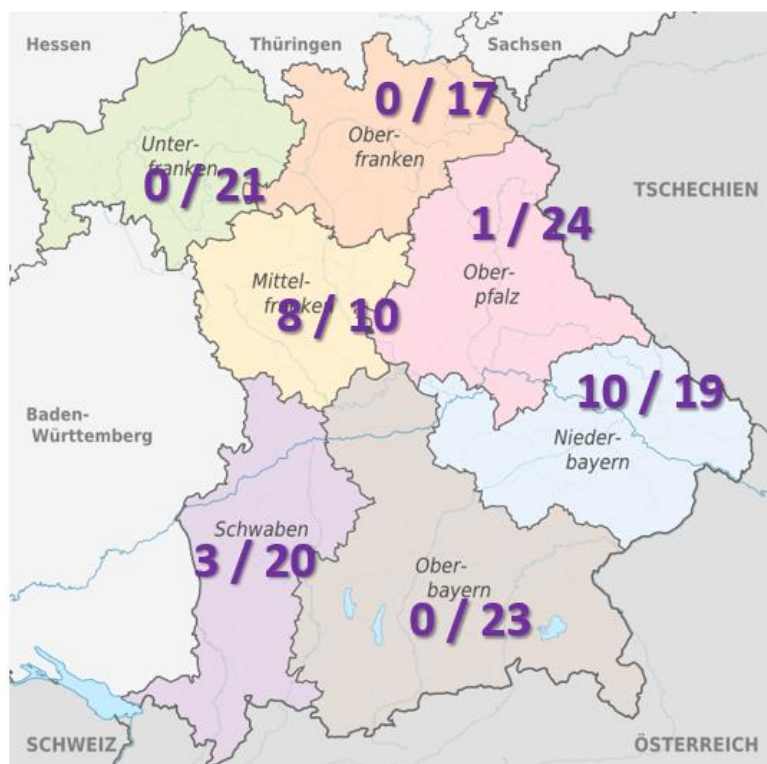 Hessen
Thüringen
Sachsen
0 / 17
Unter-
franken
0 / 21
Ober-
franken
TSCHECHIEN
1 / 24
Ober-
pfalz
Mittel-
franken
8 / 10
10 / 19
Baden-
Württemberg
Nieder-
bayern
Schwaben
3 / 20
Ober-
bayern
0 / 23
SCHWEIZ
ÖSTERREICH